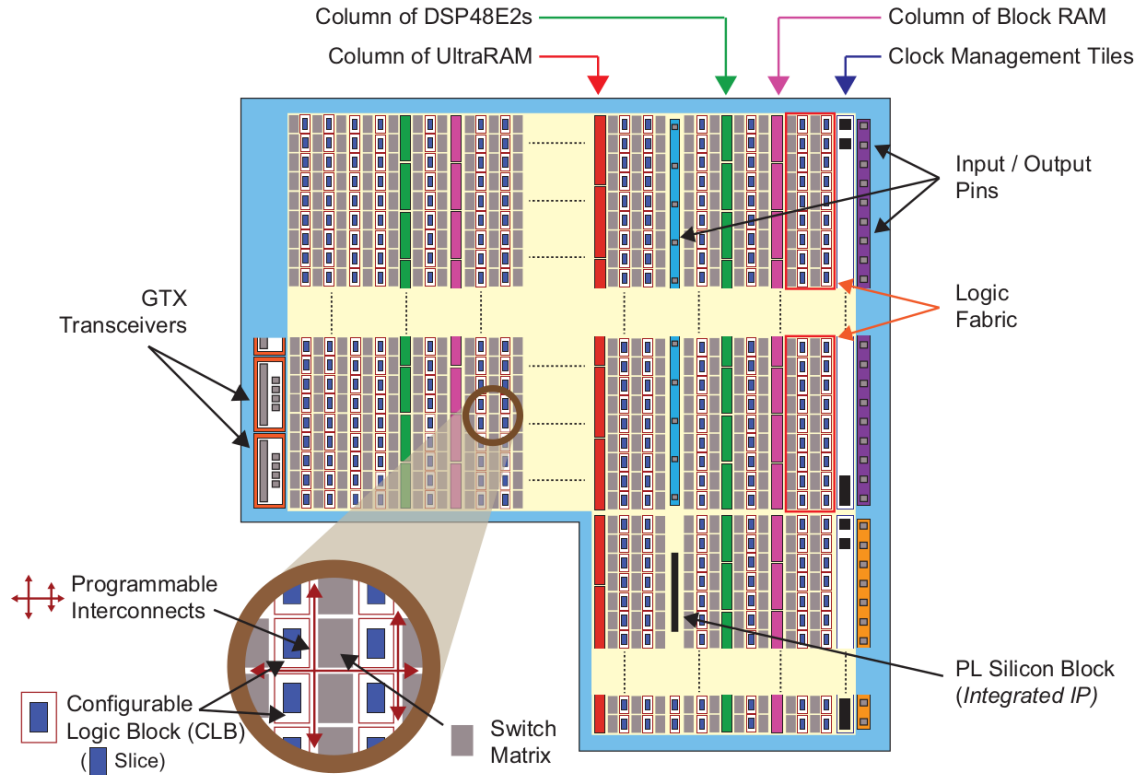 Column of DSP48E2s
Column of Block RAM
Column of UltraRAM
Clock Management Tiles
Input / Output
Pins
GTX
Transceivers
Logic
Fabric
Programmable
Interconnects
PL Silicon Block
(Integrated IP)
Configurable
Logic Block (CLB)
( Slice)
Switch
Matrix